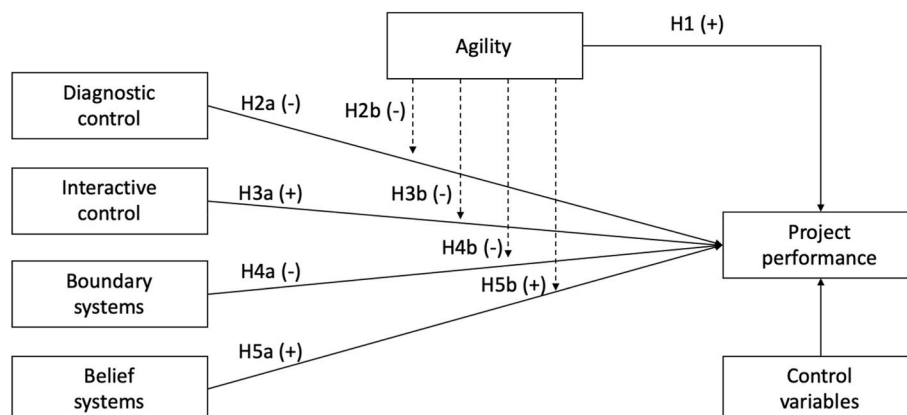 Agility
H1 (+)
Diagnostic
control
H2a (-)
H2b (-)
Interactive
control
H3a (+)
H3b (-)
Project
performance
H4b (-)
Boundary
systems
H4a (-)
H5b (+)
H5a (+)
Belief
systems
Control
variables